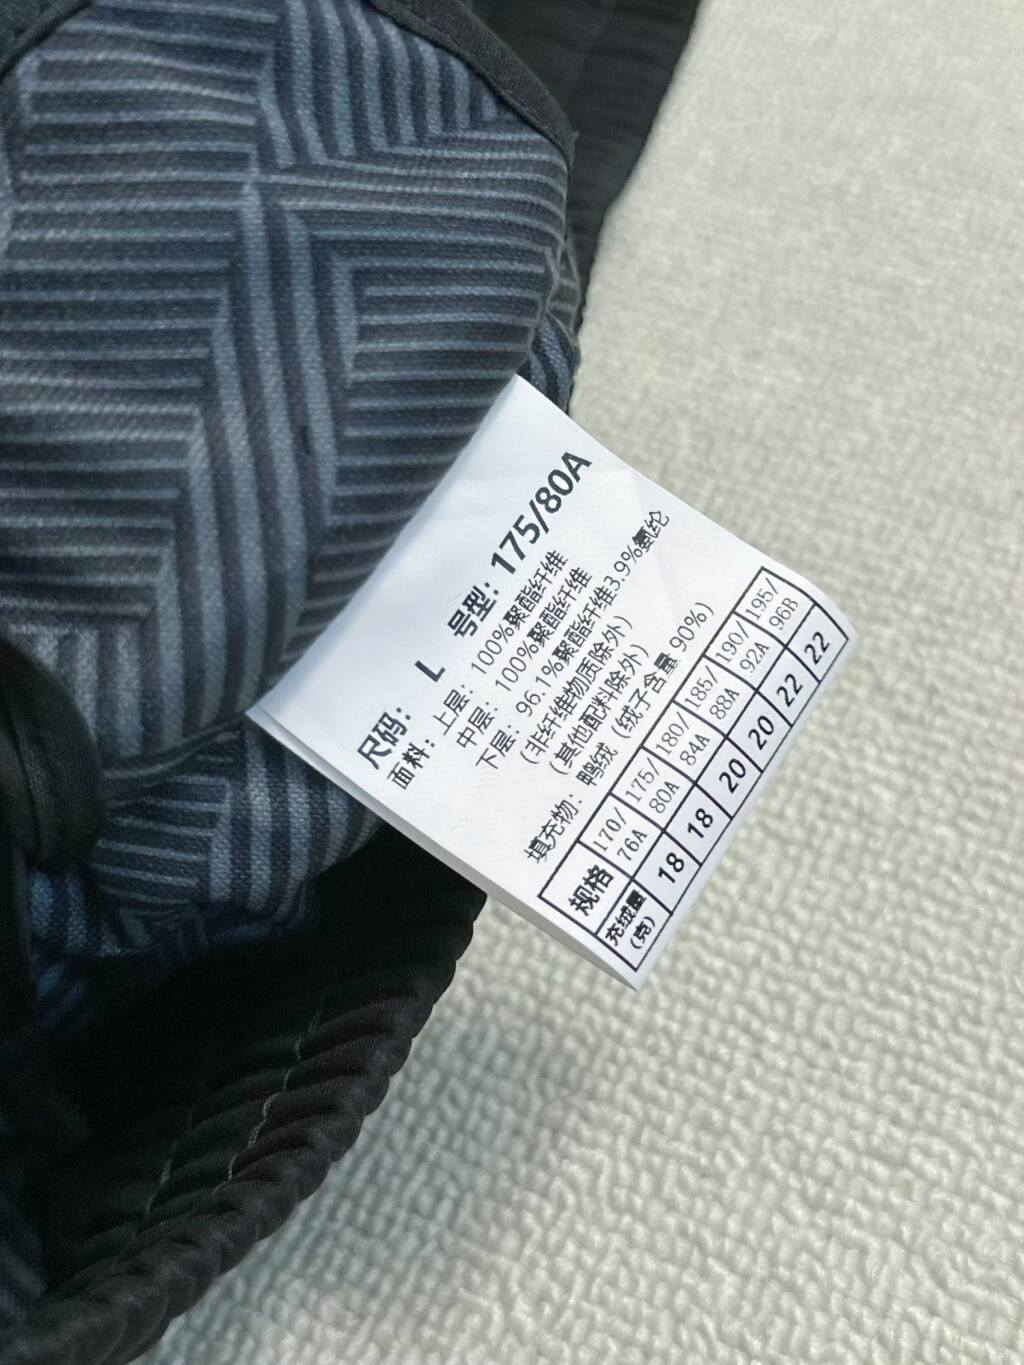 尺码： L 号型：175/80A
面料：上层：100%聚酯纤维
中层：100%聚酯纤维
下层：96.1%聚酯纤维3.9%氨纶
(非纤维物质除外)
(其他配料除外)
填充物：鸭绒（绒子含量 90%）
规格 170/76A 175/80A 180/84A 185/88A 190/92A 195/96B
充绒量(克) 18 18 20 20 22 22